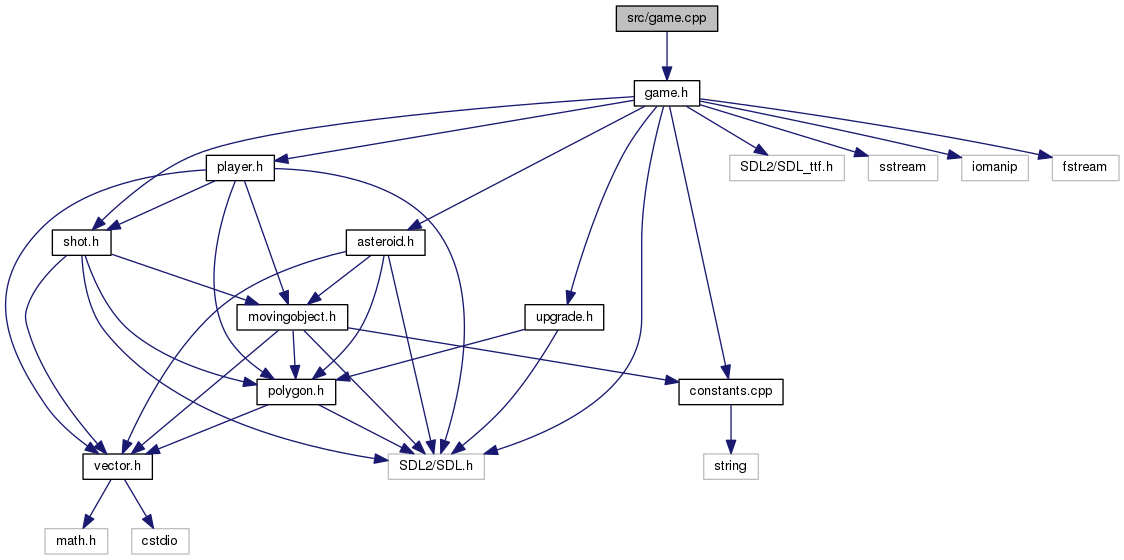 src/game.cpp
game.h
player.h
SDL2/SDL_ttf.h
sstream
iomanip
fstream
shot.h
asteroid.h
movingobject.h
upgrade.h
polygon.h
constants.cpp
vector.h
SDL2/SDL.h
string
math.h
cstdio